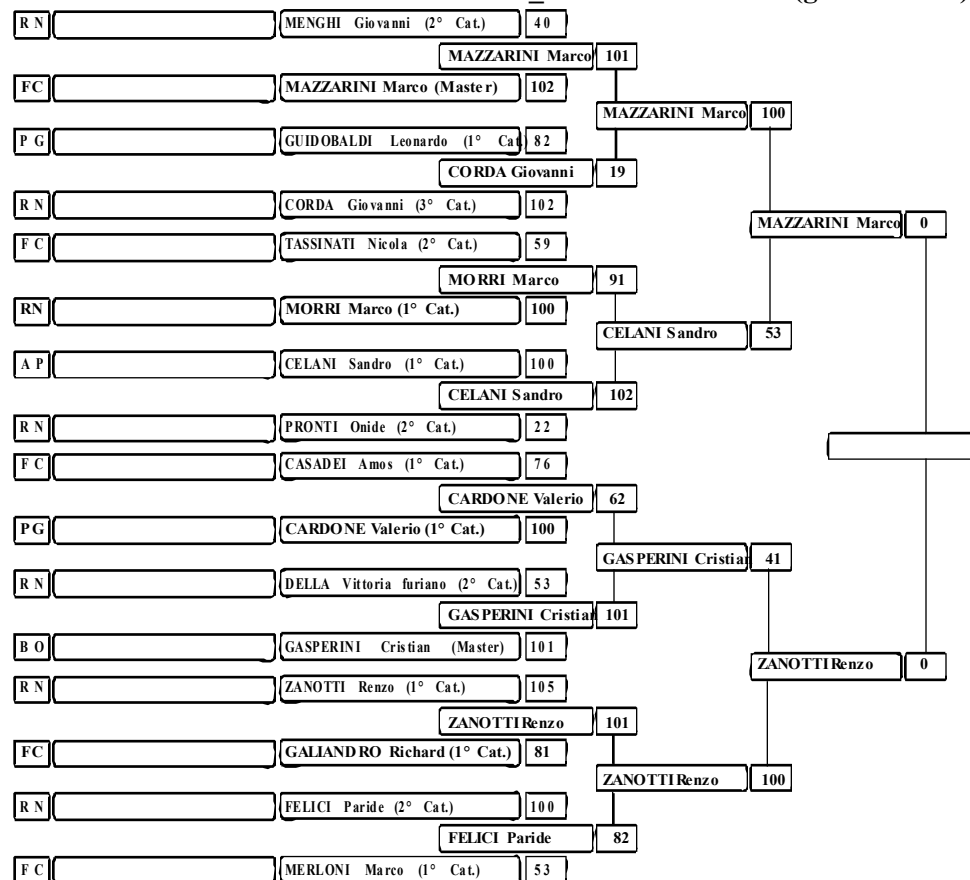 RN MENGHI Giovanni (2° Cat.) 40
MAZZARINI Marco 101
FC MAZZARINI Marco (Master) 102
MAZZARINI Marco 100
PG GUIDOBALDI Leonardo (1° Cat.) 82
CORDA Giovanni 19
RN CORDA Giovanni (3° Cat.) 102
MAZZARINI Marco 0
FC TASSINATI Nicola (2° Cat.) 59
MORRI Marco 91
RN MORRI Marco (1° Cat.) 100
CELANI Sandro 53
AP CELANI Sandro (1° Cat.) 100
CELANI Sandro 102
RN PRONTI Onide (2° Cat.) 22
FC CASADEI Amos (1° Cat.) 76
CARDONE Valerio 62
PG CARDONE Valerio (1° Cat.) 100
GASPERINI Cristian 41
RN DELLA Vittoria furiano (2° Cat.) 53
GASPERINI Cristian 101
BO GASPERINI Cristian (Master) 101
ZANOTTI Renzo 0
RN ZANOTTI Renzo (1° Cat.) 105
ZANOTTI Renzo 101
FC GALIANDRO Richard (1° Cat.) 81
ZANOTTI Renzo 100
RN FELICI Paride (2° Cat.) 100
FELICI Paride 82
FC MERLONI Marco (1° Cat.) 53